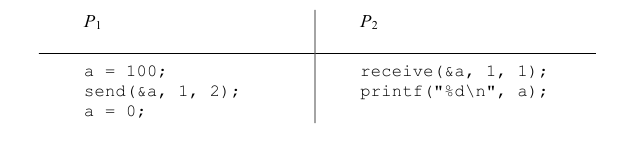 P1 P2
a = 100; receive(&a, 1, 1);
send(&a, 1, 2); printf("%d\n", a);
a = 0;